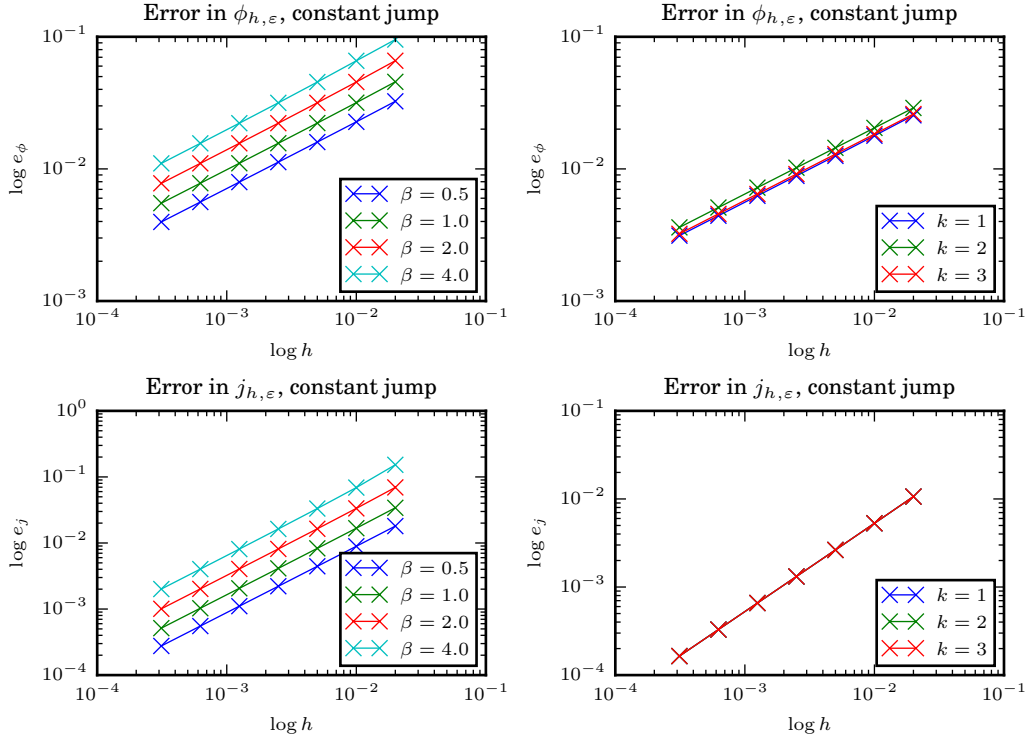 Error in ϕ_{h,ε}, constant jump
10⁻¹
10⁻²
10⁻³
log e_ϕ
10⁻⁴ 10⁻³ 10⁻² 10⁻¹
log h
β = 0.5
β = 1.0
β = 2.0
β = 4.0
Error in ϕ_{h,ε}, constant jump
10⁻¹
10⁻²
10⁻³
log e_ϕ
10⁻⁴ 10⁻³ 10⁻² 10⁻¹
log h
k = 1
k = 2
k = 3
Error in j_{h,ε}, constant jump
10⁰
10⁻¹
10⁻²
10⁻³
10⁻⁴
log e_j
10⁻⁴ 10⁻³ 10⁻² 10⁻¹
log h
β = 0.5
β = 1.0
β = 2.0
β = 4.0
Error in j_{h,ε}, constant jump
10⁻¹
10⁻²
10⁻³
10⁻⁴
log e_j
10⁻⁴ 10⁻³ 10⁻² 10⁻¹
log h
k = 1
k = 2
k = 3